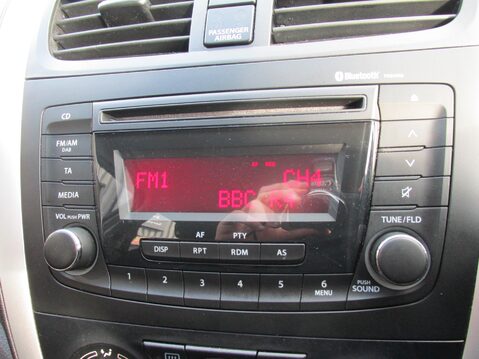 PASSENGER
AIRBAG
Bluetooth
CD
FM/AM
DAB
TA
MEDIA
VOL PUSH PWR
FM1 CH4
BBC R4
AF PTY
DISP RPT RDM AS
1 2 3 4 5 6
MENU
PUSH
SOUND
TUNE/FLD